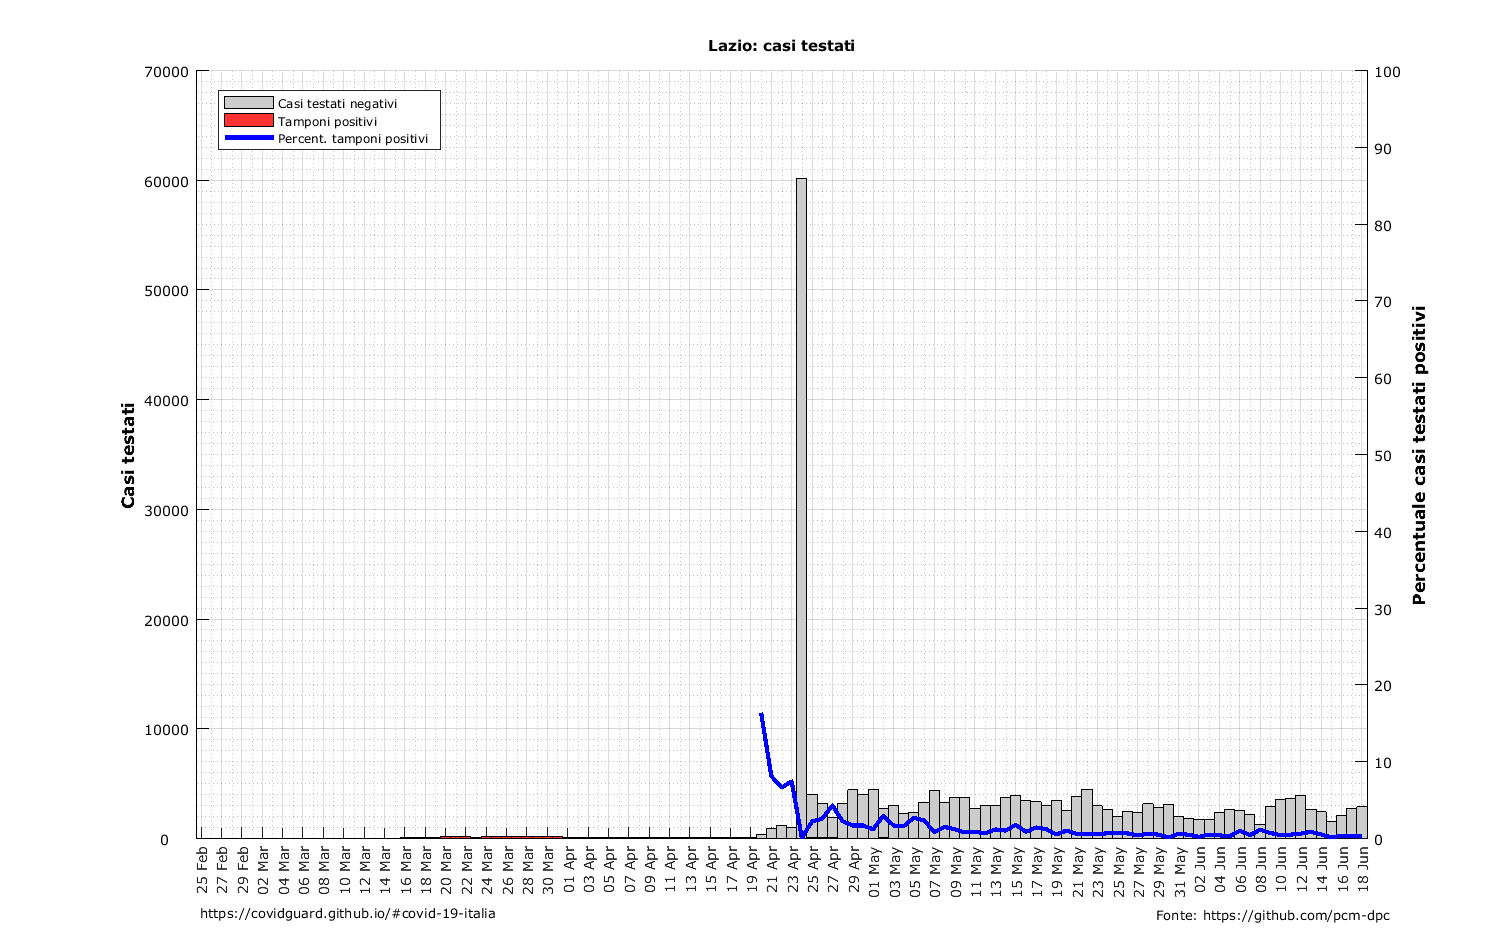 Lazio: casi testati
Casi testati negativi
Tamponi positivi
Percent. tamponi positivi
Casi testati
70000
60000
50000
40000
30000
20000
10000
0
100
90
80
70
60
50
40
30
20
10
0
Percentuale casi testati positivi
25 Feb
27 Feb
29 Feb
02 Mar
04 Mar
06 Mar
08 Mar
10 Mar
12 Mar
14 Mar
16 Mar
18 Mar
20 Mar
22 Mar
24 Mar
26 Mar
28 Mar
30 Mar
01 Apr
03 Apr
05 Apr
07 Apr
09 Apr
11 Apr
13 Apr
15 Apr
17 Apr
19 Apr
21 Apr
23 Apr
25 Apr
27 Apr
29 Apr
01 May
03 May
05 May
07 May
09 May
11 May
13 May
15 May
17 May
19 May
21 May
23 May
25 May
27 May
29 May
31 May
02 Jun
04 Jun
06 Jun
08 Jun
10 Jun
12 Jun
14 Jun
16 Jun
18 Jun
https://covidguard.github.io/#covid-19-italia
Fonte: https://github.com/pcm-dpc